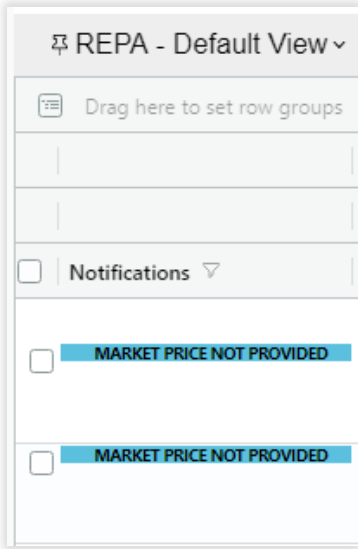 REPA - Default View
Drag here to set row groups
Notifications
MARKET PRICE NOT PROVIDED
MARKET PRICE NOT PROVIDED